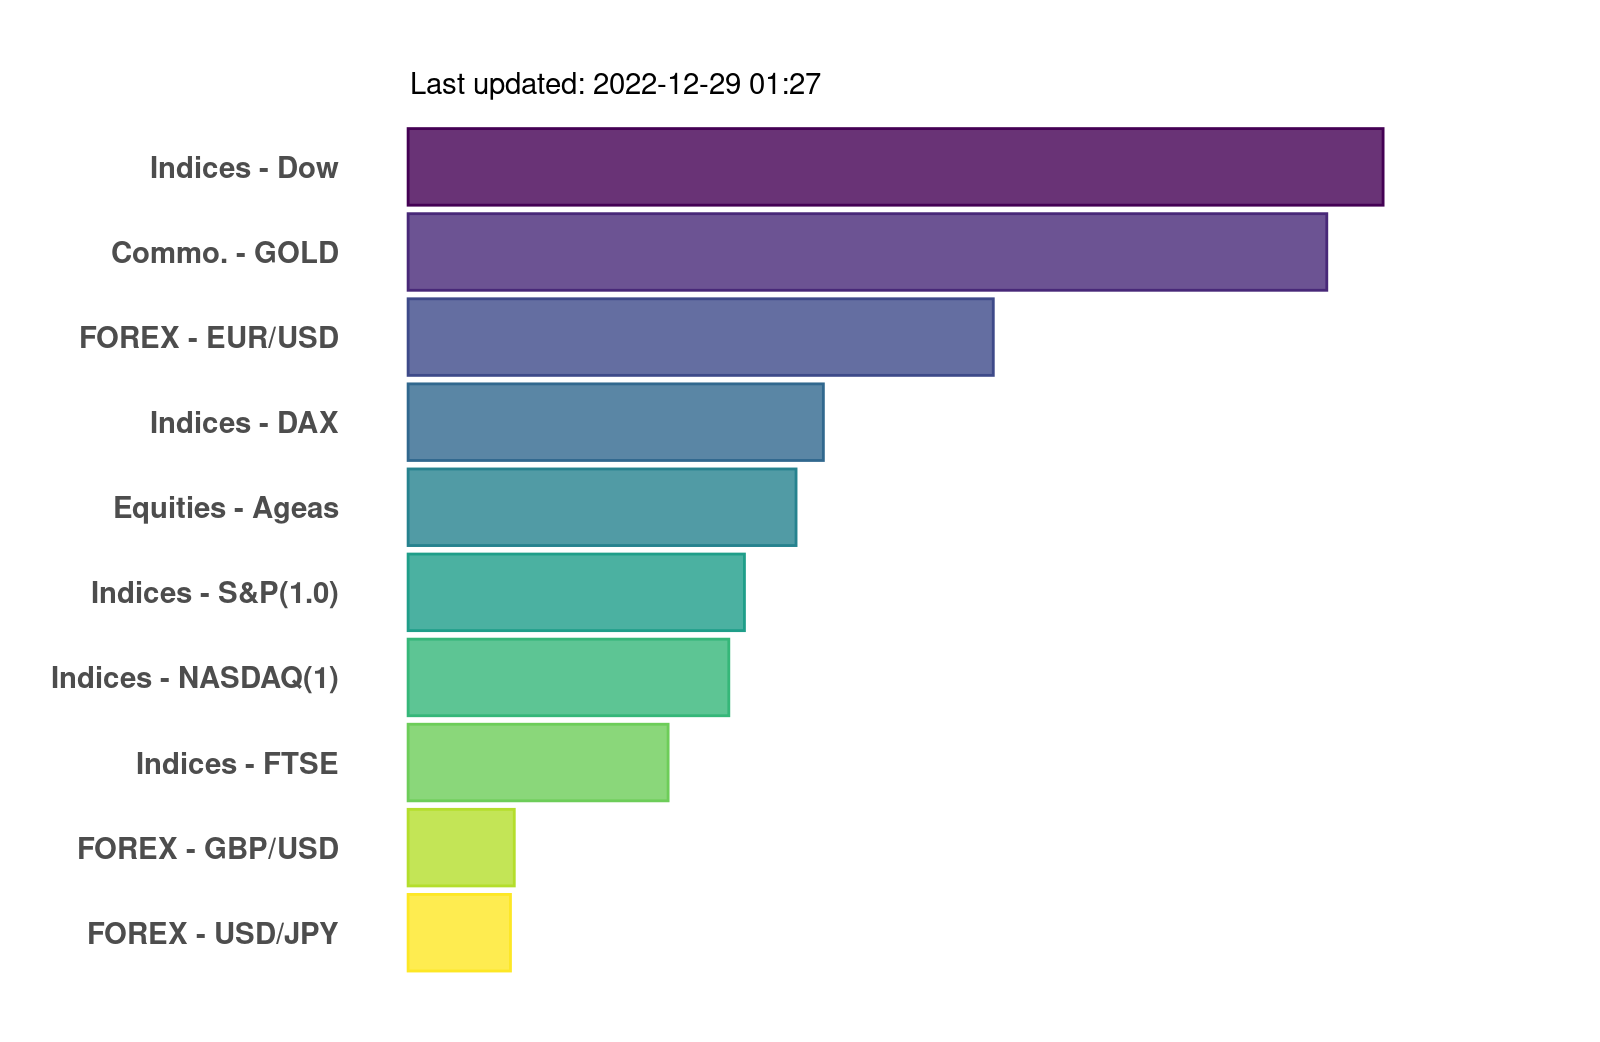 Last updated: 2022-12-29 01:27
Indices - Dow
Commo. - GOLD
FOREX - EUR/USD
Indices - DAX
Equities - Ageas
Indices - S&P(1.0)
Indices - NASDAQ(1)
Indices - FTSE
FOREX - GBP/USD
FOREX - USD/JPY